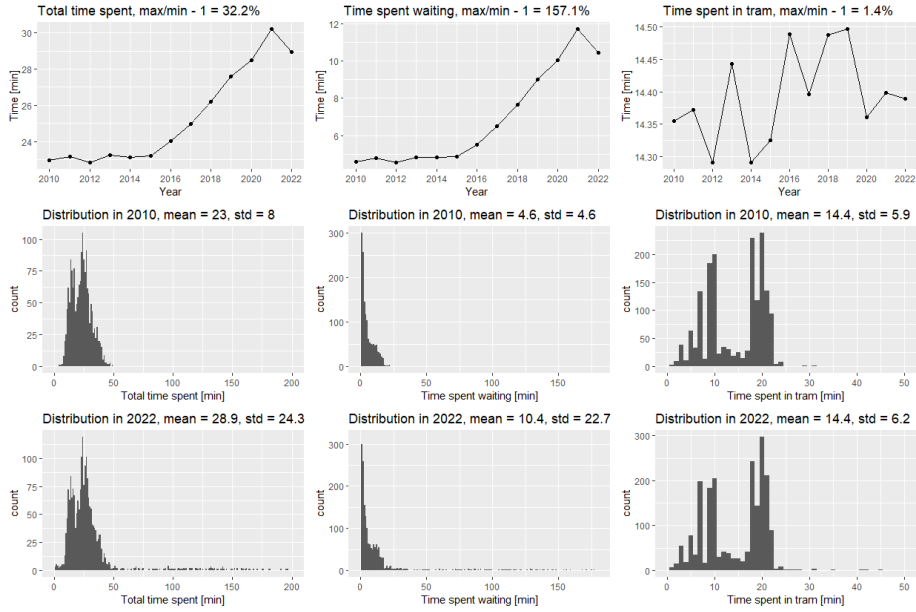 Total time spent, max/min - 1 = 32.2%
Time [min]
30
28
26
24
2010 2012 2014 2016 2018 2020 2022
Year
Time spent waiting, max/min - 1 = 157.1%
Time [min]
12
10
8
6
2010 2012 2014 2016 2018 2020 2022
Year
Time spent in tram, max/min - 1 = 1.4%
Time [min]
14.50
14.45
14.40
14.35
14.30
2010 2012 2014 2016 2018 2020 2022
Year
Distribution in 2010, mean = 23, std = 8
count
100
75
50
25
0
0 50 100 150 200
Total time spent [min]
Distribution in 2010, mean = 4.6, std = 4.6
count
300
200
100
0
0 50 100 150
Time spent waiting [min]
Distribution in 2010, mean = 14.4, std = 5.9
count
200
150
100
50
0
0 10 20 30 40 50
Time spent in tram [min]
Distribution in 2022, mean = 28.9, std = 24.3
count
100
75
50
25
0
0 50 100 150 200
Total time spent [min]
Distribution in 2022, mean = 10.4, std = 22.7
count
300
200
100
0
0 50 100 150
Time spent waiting [min]
Distribution in 2022, mean = 14.4, std = 6.2
count
300
200
100
0
0 10 20 30 40 50
Time spent in tram [min]